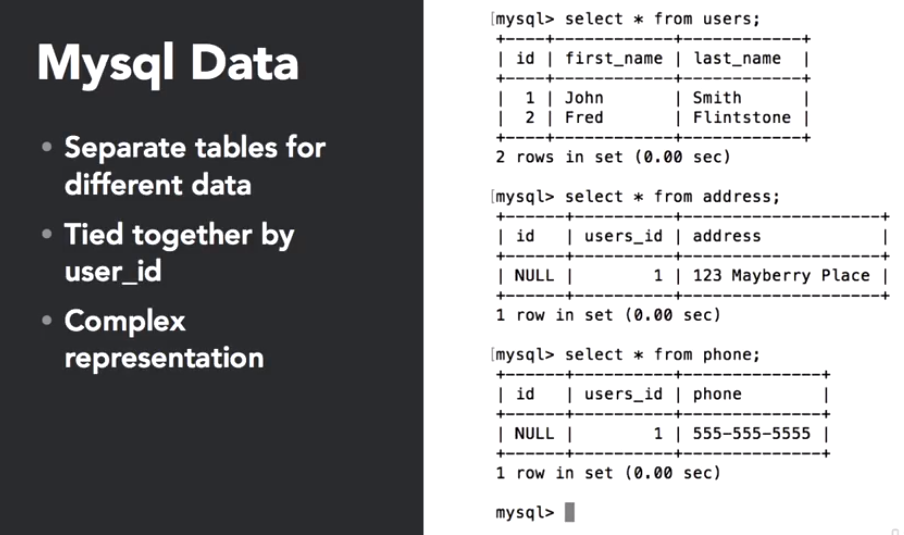 Mysql Data
• Separate tables for
different data
• Tied together by
user_id
• Complex
representation
[mysql> select * from users;
+----+------------+------------+
| id | first_name | last_name  |
+----+------------+------------+
|  1 | John       | Smith      |
|  2 | Fred       | Flintstone |
+----+------------+------------+
2 rows in set (0.00 sec)
[mysql> select * from address;
+------+----------+--------------------+
| id   | users_id | address            |
+------+----------+--------------------+
| NULL |        1 | 123 Mayberry Place |
+------+----------+--------------------+
1 row in set (0.00 sec)
[mysql> select * from phone;
+------+----------+--------------+
| id   | users_id | phone        |
+------+----------+--------------+
| NULL |        1 | 555-555-5555 |
+------+----------+--------------+
1 row in set (0.00 sec)
mysql>